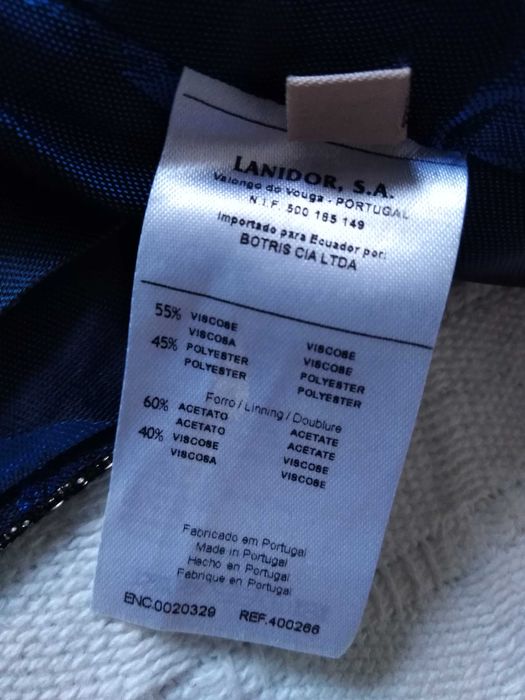 LANIDOR, S.A.
Valongo do Vouga - PORTUGAL
N.I.F. 500 185 149
Importado para Ecuador por:
BOTRIS CIA LTDA
55% VISCOSE VISCOSE
VISCOSA VISCOSE
45% POLYESTER POLYESTER
POLYESTER POLYESTER
Forro / Linning / Doublure
60% ACETATO ACETATE
ACETATO ACETATE
40% VISCOSE VISCOSE
VISCOSA VISCOSE
Fabricado em Portugal
Made in Portugal
Hecho en Portugal
Fabrique en Portugal
ENC.0020329 REF.400266